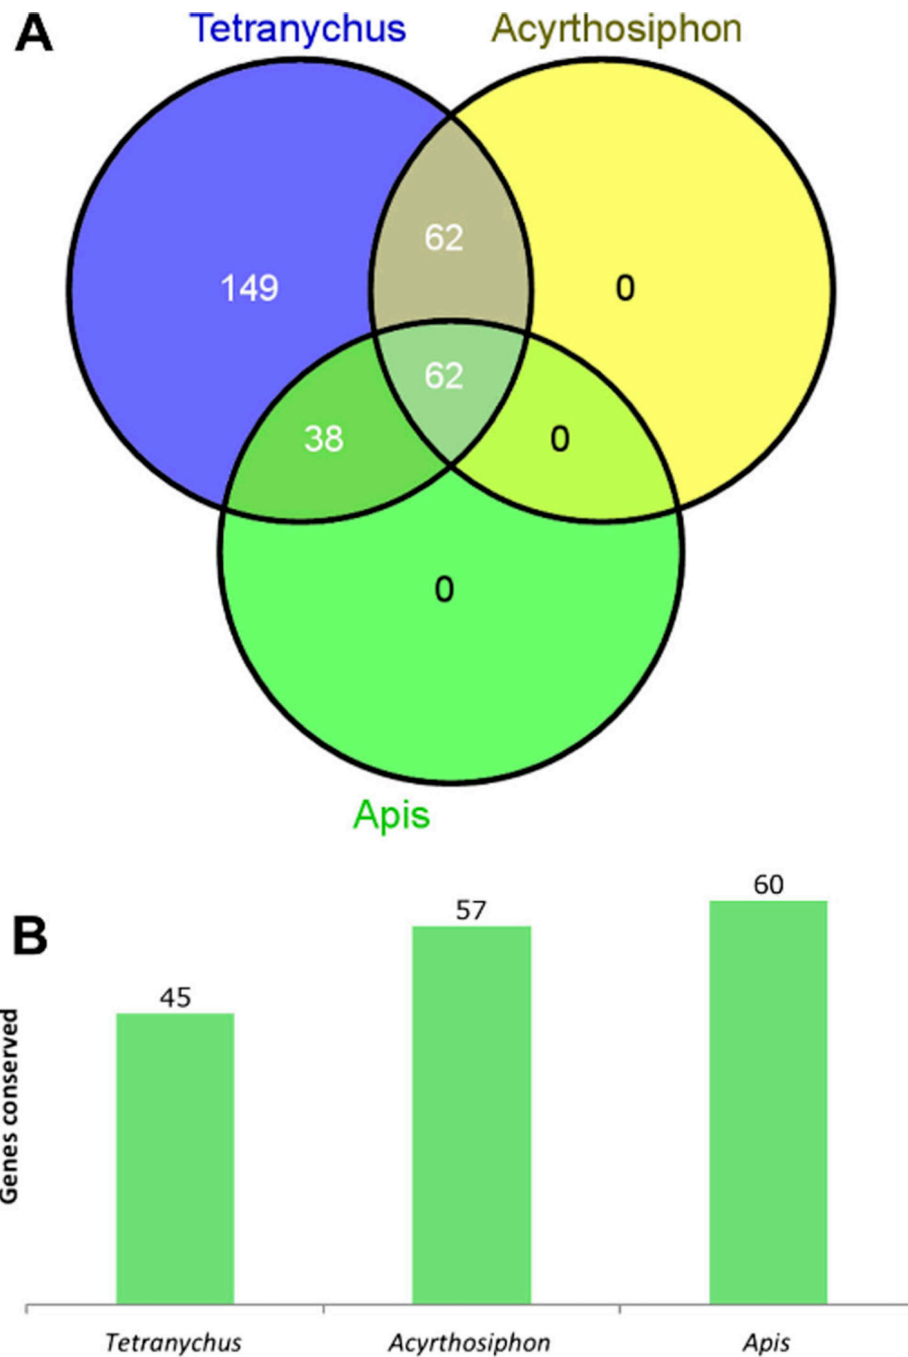 A
Tetranychus Acyrthosiphon
62
149 0
62
38 0
0
Apis
B
60
57
45
Genes conserved
Tetranychus Acyrthosiphon Apis